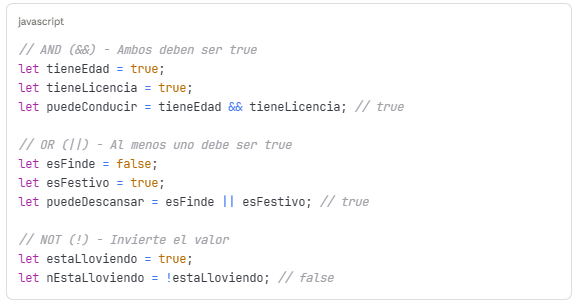 javascript
// AND (&&) - Ambos deben ser true
let tieneEdad = true;
let tieneLicencia = true;
let puedeConducir = tieneEdad && tieneLicencia; // true
// OR (||) - Al menos uno debe ser true
let esFinde = false;
let esFestivo = true;
let puedeDescansar = esFinde || esFestivo; // true
// NOT (!) - Invierte el valor
let estaLloviendo = true;
let nEstaLloviendo = !estaLloviendo; // false